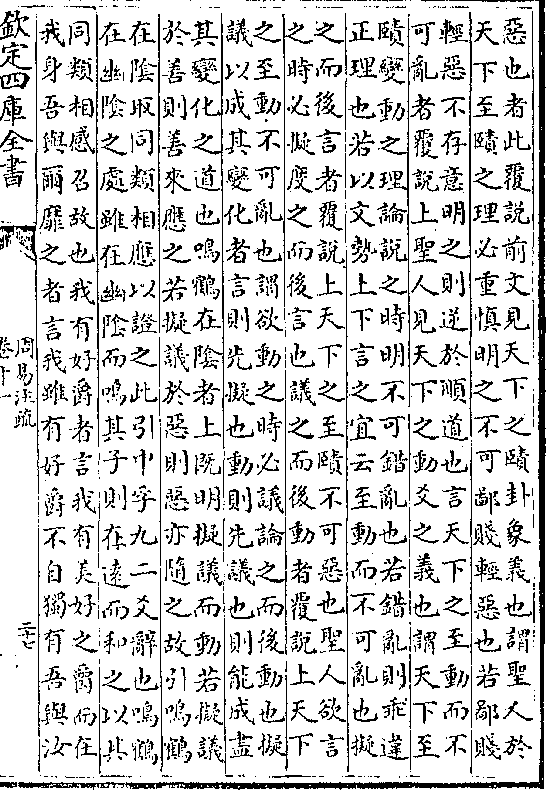 惡也者此覆說前文見天下之賾卦象義也謂聖人於
天下至賾之理必重慎明之不可鄙賤輕惡也若鄙賤
輕惡不存意明之則逆於順道也言天下之至動而不
可亂者覆說上聖人見天下之動爻之義也謂天下至
賾變動之理論說之時明不可錯亂也若錯亂則乖違
正理也若以文勢上下言之宜云至動而不可亂也擬
之而後言者覆說上天下之至賾不可惡也聖人欲言
之時必擬度之而後言也議之而後動者覆說上天下
之至動不可亂也謂欲動之時必議論之而後動也擬
議以成其變化者言則先擬也動則先議也則能成盡
其變化之道也鳴鶴在陰者上既明擬議而動若擬議
於善則善來應之若擬議於惡則惡亦隨之故引鳴鶴
在陰取同類相應以證之此引中孚九二爻辭也鳴鶴
在幽陰之處雖在幽陰而鳴其子則在遠而和之以其
同類相感召故也我有好爵者言我有美好之爵而在
我身吾與爾靡之者言我雖有好爵不自獨有吾與汝
欽定四庫全書
周易注疏
卷十一